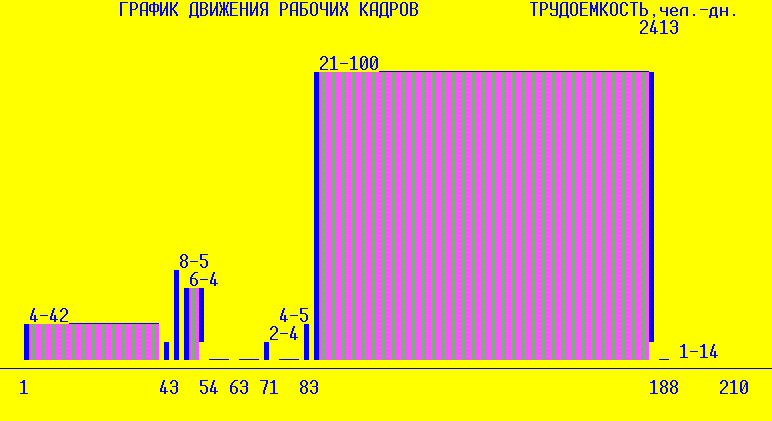 ГРАФИК ДВИЖЕНИЯ РАБОЧИХ КАДРОВ
ТРУДОЕМКОСТЬ,чел.-дн.
2413
21-100
8-5
6-4
4-42
4-5
2-4
1-14
1 43 54 63 71 83 188 210